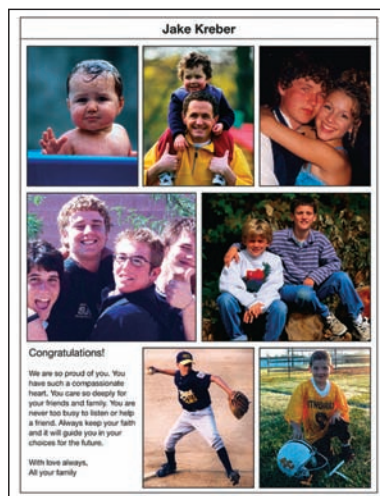 Jake Kreber
Congratulations!
We are so proud of you. You
have such a compassionate
heart. You care so deeply for
your friends and family. You are
never too busy to listen or help
a friend. Always keep your faith
and it will guide you in your
choices for the future.
With love always,
All your family